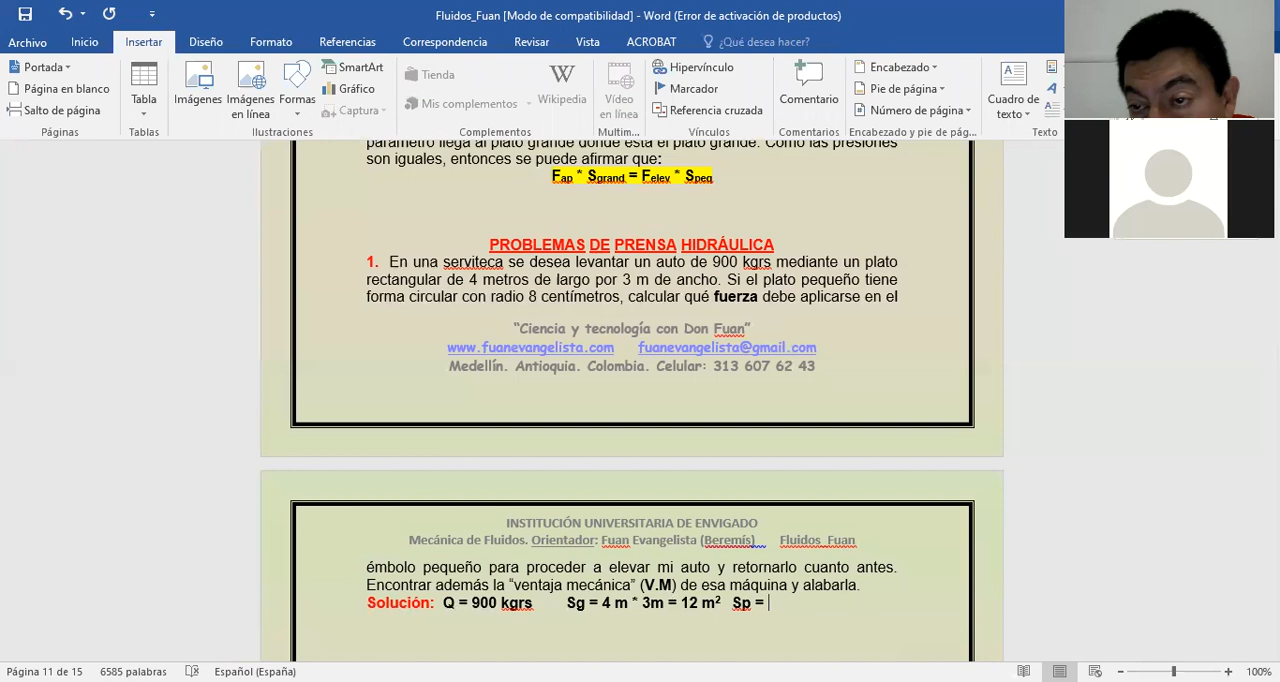 Fluidos_Fuan [Modo de compatibilidad] - Word (Error de activación de productos)
Archivo Inicio Insertar Diseño Formato Referencias Correspondencia Revisar Vista ACROBAT ¿Qué desea hacer?
Portada
Página en blanco
Salto de página
Páginas
Tabla
Tablas
Imágenes
Imágenes en línea
Formas
SmartArt
Gráfico
Captura
Ilustraciones
Tienda
Mis complementos
Wikipedia
Complementos
Vídeo en línea
Multim...
Hipervínculo
Marcador
Referencia cruzada
Vínculos
Comentario
Comentarios
Encabezado
Pie de página
Número de página
Encabezado y pie de pág...
Cuadro de texto
Texto
parámetro llega al plato grande donde está el plato grande. Como las presiones
son iguales, entonces se puede afirmar que:
Fap * Sgrand = Felev * Speq
PROBLEMAS DE PRENSA HIDRÁULICA
1. En una serviteca se desea levantar un auto de 900 kgrs mediante un plato
rectangular de 4 metros de largo por 3 m de ancho. Si el plato pequeño tiene
forma circular con radio 8 centímetros, calcular qué fuerza debe aplicarse en el
“Ciencia y tecnología con Don Fuan”
www.fuanevangelista.com fuanevangelista@gmail.com
Medellín. Antioquia. Colombia. Celular: 313 607 62 43
INSTITUCIÓN UNIVERSITARIA DE ENVIGADO
Mecánica de Fluidos. Orientador: Fuan Evangelista (Beremís) Fluidos_Fuan
émbolo pequeño para proceder a elevar mi auto y retornarlo cuanto antes.
Encontrar además la “ventaja mecánica” (V.M) de esa máquina y alabarla.
Solución: Q = 900 kgrs Sg = 4 m * 3m = 12 m² Sp =
Página 11 de 15 6585 palabras Español (España) 100%